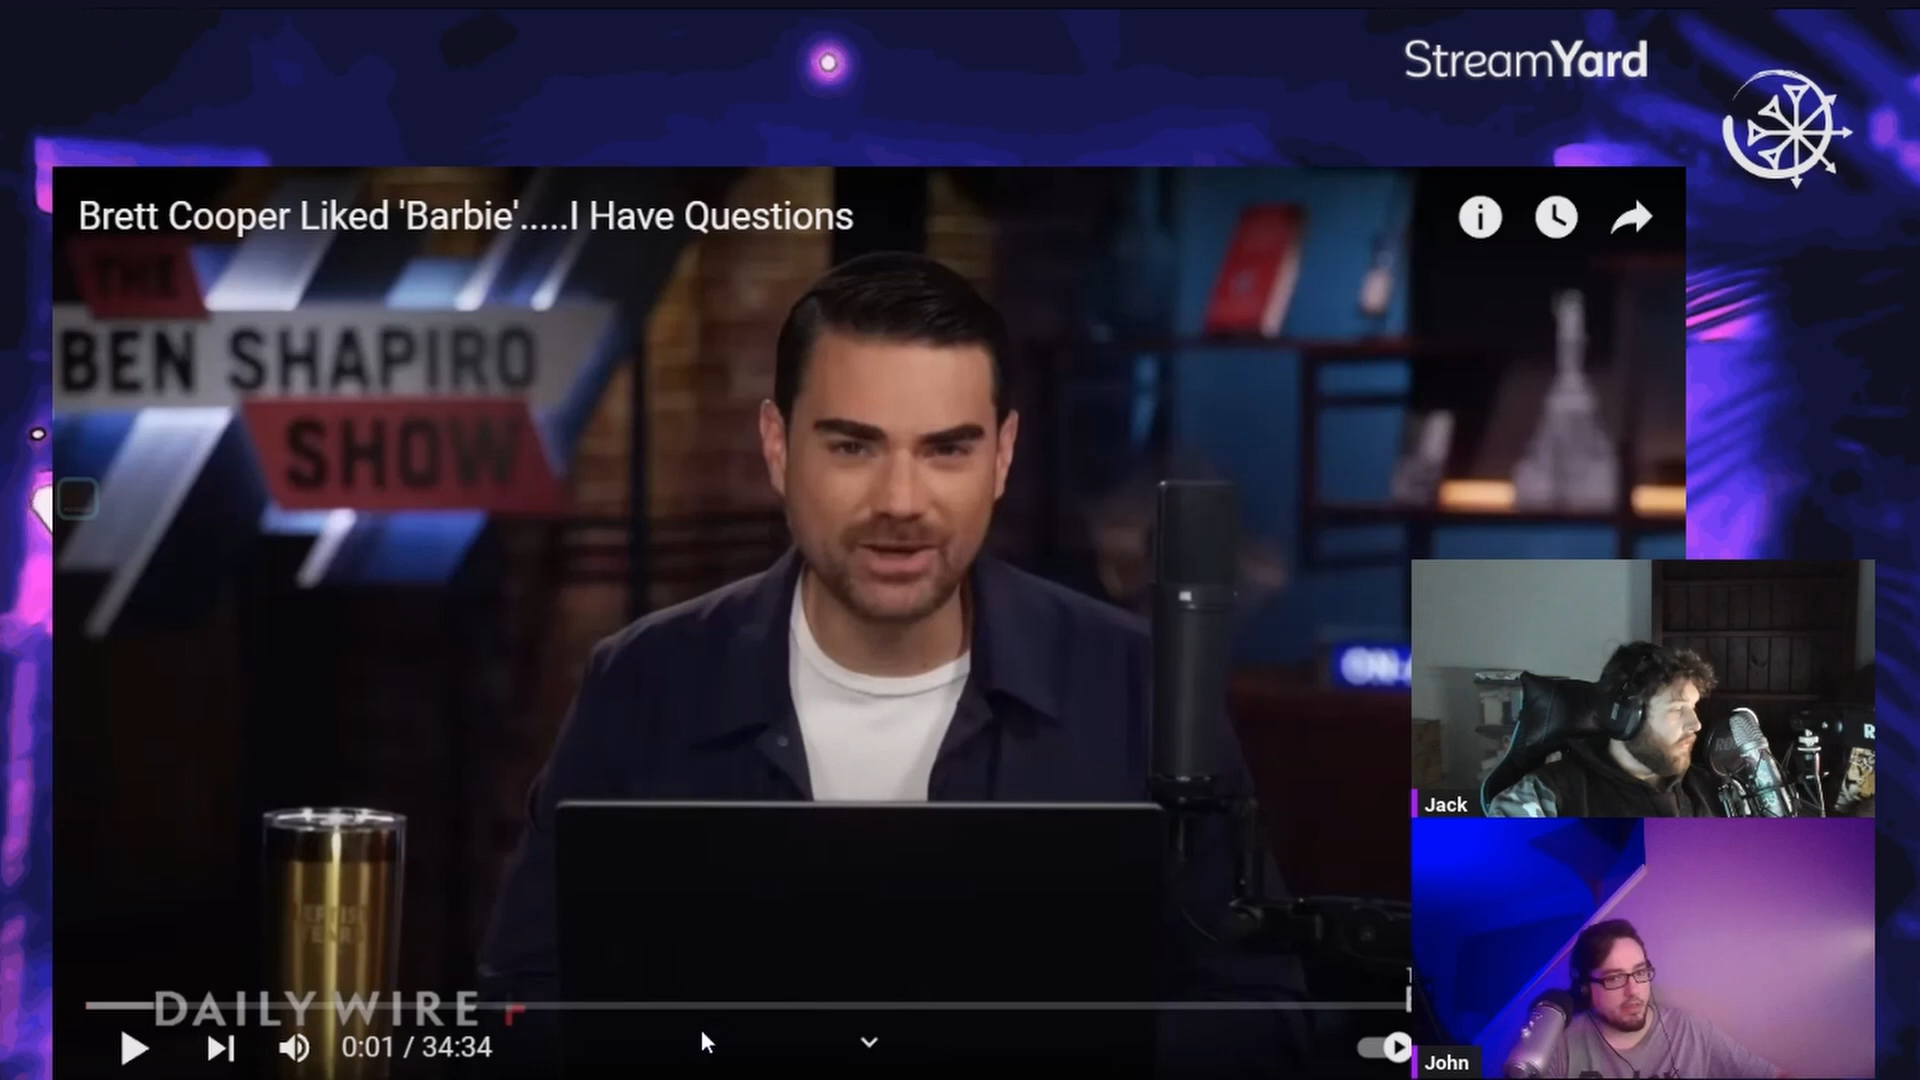 StreamYard
Brett Cooper Liked 'Barbie'.....I Have Questions
THE
BEN SHAPIRO
SHOW
Jack
DAILY WIRE
0:01 / 34:34
John